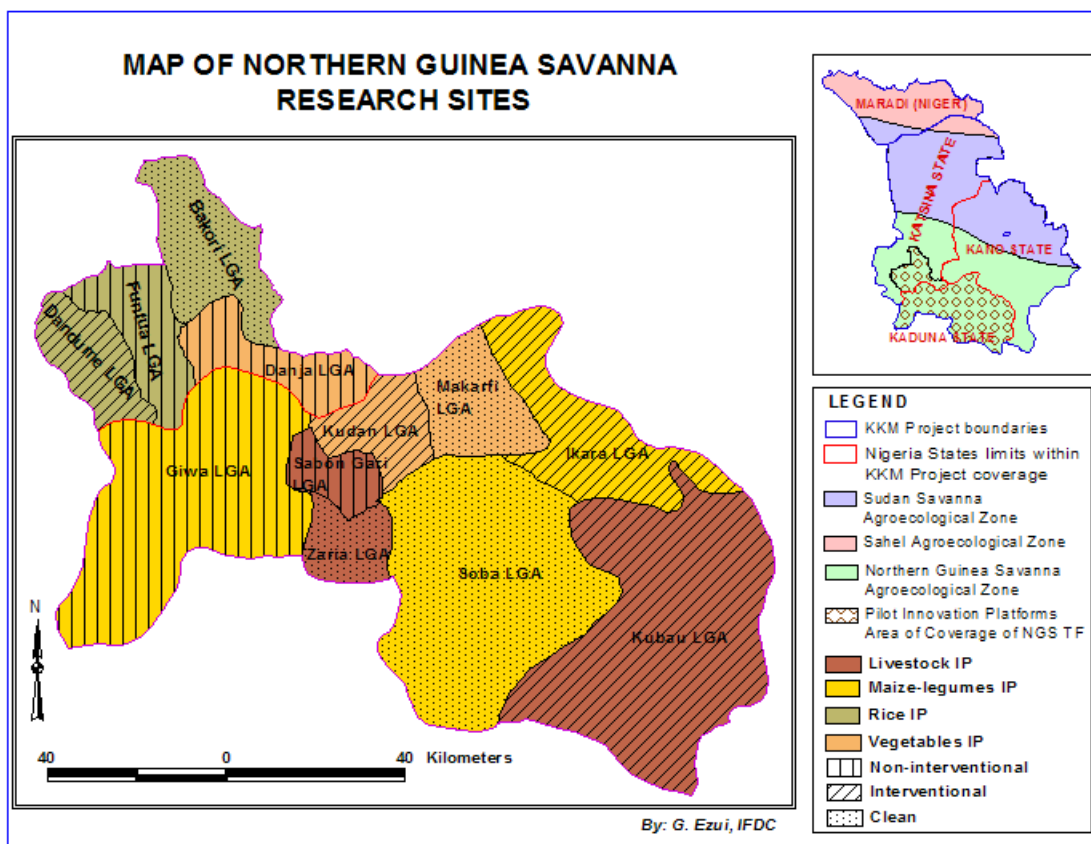 MAP OF NORTHERN GUINEA SAVANNA
RESEARCH SITES
MARADI (NIGER)
KATSINA STATE
KANO STATE
KADUNA STATE
Bakori LGA
Funtua LGA
Dandume LGA
Danja LGA
Makarfi
LGA
Kudan LGA
Ikara LGA
Giwa LGA
Sabon Gari
LGA
Zaria LGA
Soba LGA
Kubau LGA
N
40 0 40 Kilometers
By: G. Ezui, IFDC
LEGEND
KKM Project boundaries
Nigeria States limits within
KKM Project coverage
Sudan Savanna
Agroecological Zone
Sahel Agroecological Zone
Northern Guinea Savanna
Agroecological Zone
Pilot Innovation Platforms
Area of Coverage of NGS TF
Livestock IP
Maize-legumes IP
Rice IP
Vegetables IP
Non-interventional
Interventional
Clean